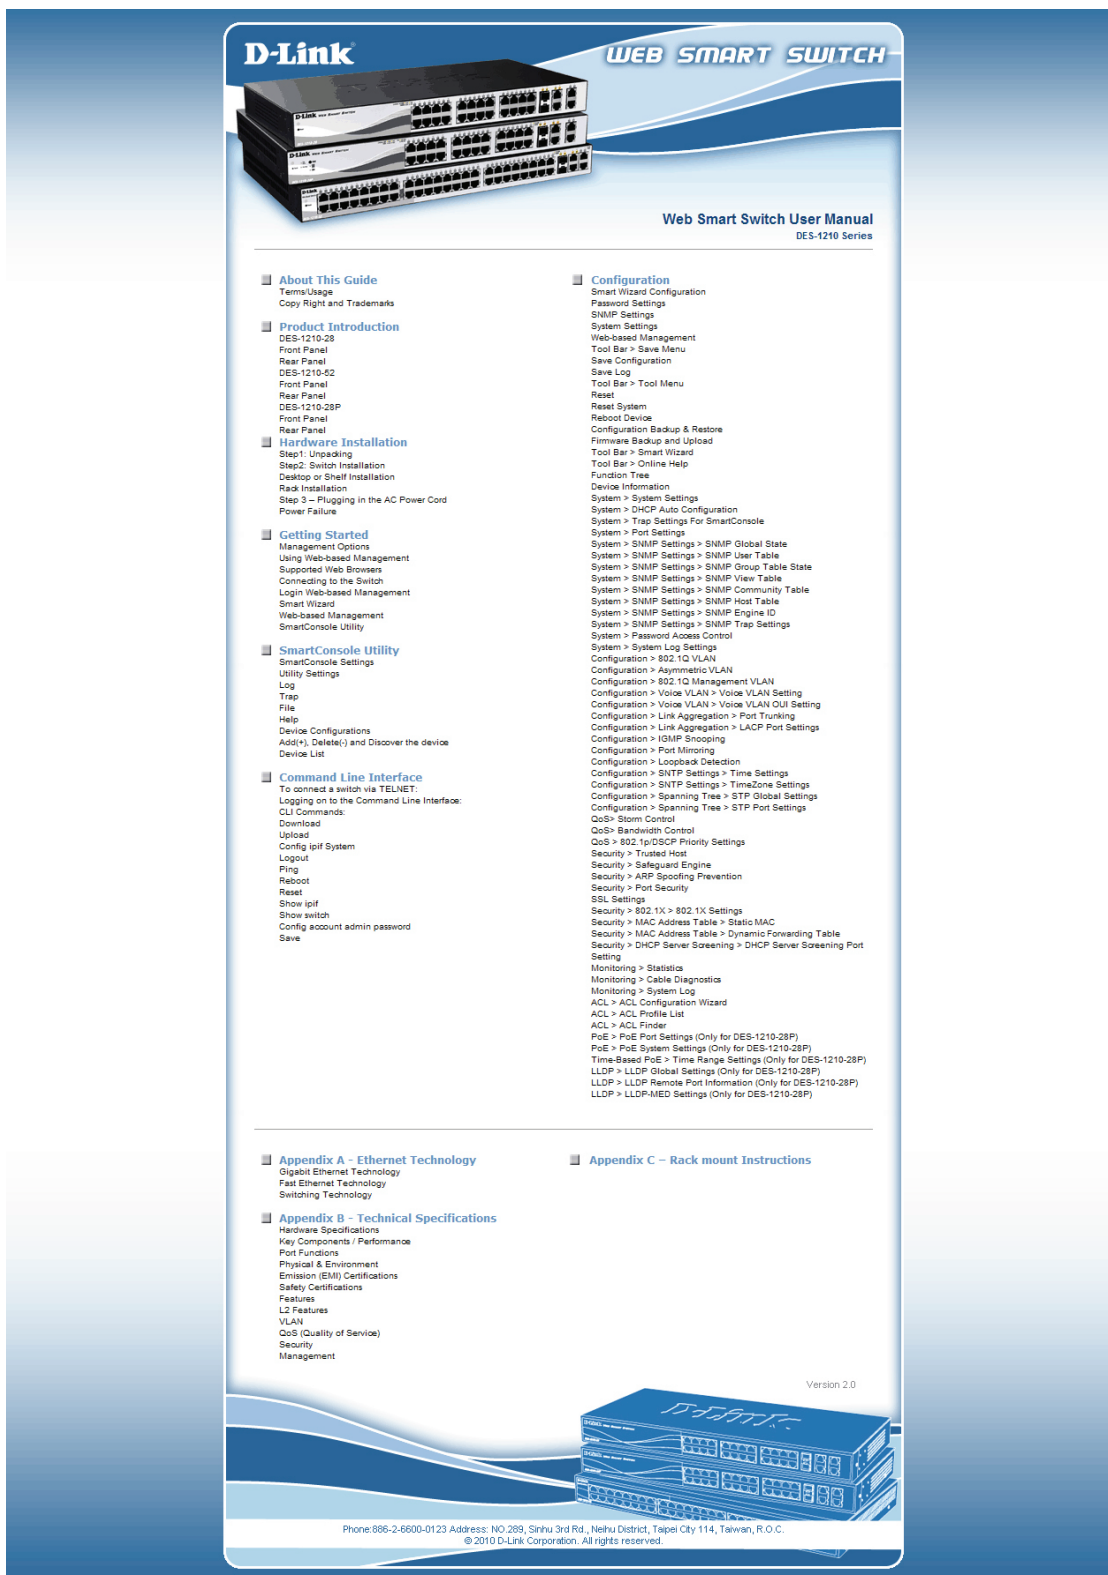 D-Link
WEB SMART SWITCH
Web Smart Switch User Manual
DES-1210 Series
About This Guide
Terms/Usage
Copy Right and Trademarks
Product Introduction
DES-1210-28
Front Panel
Rear Panel
DES-1210-52
Front Panel
Rear Panel
DES-1210-28P
Front Panel
Rear Panel
Hardware Installation
Step1: Unpacking
Step2: Switch Installation
Desktop or Shelf Installation
Rack Installation
Step 3 – Plugging in the AC Power Cord
Power Failure
Getting Started
Management Options
Using Web-based Management
Supported Web Browsers
Connecting to the Switch
Login Web-based Management
Smart Wizard
Web-based Management
SmartConsole Utility
SmartConsole Utility
SmartConsole Settings
Utility Settings
Log
Trap
File
Help
Device Configurations
Add(+), Delete(-) and Discover the device
Device List
Command Line Interface
To connect a switch via TELNET:
Logging on to the Command Line Interface:
CLI Commands:
Download
Upload
Config ipif System
Logout
Ping
Reboot
Reset
Show ipif
Show switch
Config account admin password
Save
Configuration
Smart Wizard Configuration
Password Settings
SNMP Settings
System Settings
Web-based Management
Tool Bar > Save Menu
Save Configuration
Save Log
Tool Bar > Tool Menu
Reset
Reset System
Reboot Device
Configuration Backup & Restore
Firmware Backup and Upload
Tool Bar > Smart Wizard
Tool Bar > Online Help
Function Tree
Device Information
System > System Settings
System > DHCP Auto Configuration
System > Trap Settings For SmartConsole
System > Port Settings
System > SNMP Settings > SNMP Global State
System > SNMP Settings > SNMP User Table
System > SNMP Settings > SNMP Group Table State
System > SNMP Settings > SNMP View Table
System > SNMP Settings > SNMP Community Table
System > SNMP Settings > SNMP Host Table
System > SNMP Settings > SNMP Engine ID
System > SNMP Settings > SNMP Trap Settings
System > Password Access Control
System > System Log Settings
Configuration > 802.1Q VLAN
Configuration > Asymmetric VLAN
Configuration > 802.1Q Management VLAN
Configuration > Voice VLAN > Voice VLAN Setting
Configuration > Voice VLAN > Voice VLAN OUI Setting
Configuration > Link Aggregation > Port Trunking
Configuration > Link Aggregation > LACP Port Settings
Configuration > IGMP Snooping
Configuration > Port Mirroring
Configuration > Loopback Detection
Configuration > SNTP Settings > Time Settings
Configuration > SNTP Settings > TimeZone Settings
Configuration > Spanning Tree > STP Global Settings
Configuration > Spanning Tree > STP Port Settings
QoS> Storm Control
QoS> Bandwidth Control
QoS > 802.1p/DSCP Priority Settings
Security > Trusted Host
Security > Safeguard Engine
Security > ARP Spoofing Prevention
Security > Port Security
SSL Settings
Security > 802.1X > 802.1X Settings
Security > MAC Address Table > Static MAC
Security > MAC Address Table > Dynamic Forwarding Table
Security > DHCP Server Screening > DHCP Server Screening Port
Setting
Monitoring > Statistics
Monitoring > Cable Diagnostics
Monitoring > System Log
ACL > ACL Configuration Wizard
ACL > ACL Profile List
ACL > ACL Finder
PoE > PoE Port Settings (Only for DES-1210-28P)
PoE > PoE System Settings (Only for DES-1210-28P)
Time-Based PoE > Time Range Settings (Only for DES-1210-28P)
LLDP > LLDP Global Settings (Only for DES-1210-28P)
LLDP > LLDP Remote Port Information (Only for DES-1210-28P)
LLDP > LLDP-MED Settings (Only for DES-1210-28P)
Appendix A - Ethernet Technology
Gigabit Ethernet Technology
Fast Ethernet Technology
Switching Technology
Appendix B - Technical Specifications
Hardware Specifications
Key Components / Performance
Port Functions
Physical & Environment
Emission (EMI) Certifications
Safety Certifications
Features
L2 Features
VLAN
QoS (Quality of Service)
Security
Management
Appendix C – Rack mount Instructions
Version 2.0
Phone:886-2-6600-0123 Address: NO.289, Sinhu 3rd Rd., Neihu District, Taipei City 114, Taiwan, R.O.C.
© 2010 D-Link Corporation. All rights reserved.